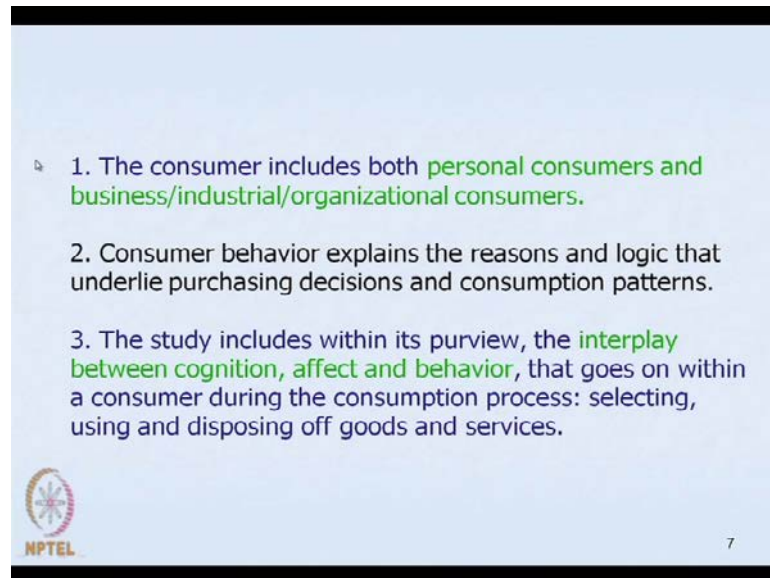 1. The consumer includes both personal consumers and
business/industrial/organizational consumers.
2. Consumer behavior explains the reasons and logic that
underlie purchasing decisions and consumption patterns.
3. The study includes within its purview, the interplay
between cognition, affect and behavior, that goes on within
a consumer during the consumption process: selecting,
using and disposing off goods and services.
NPTEL
7